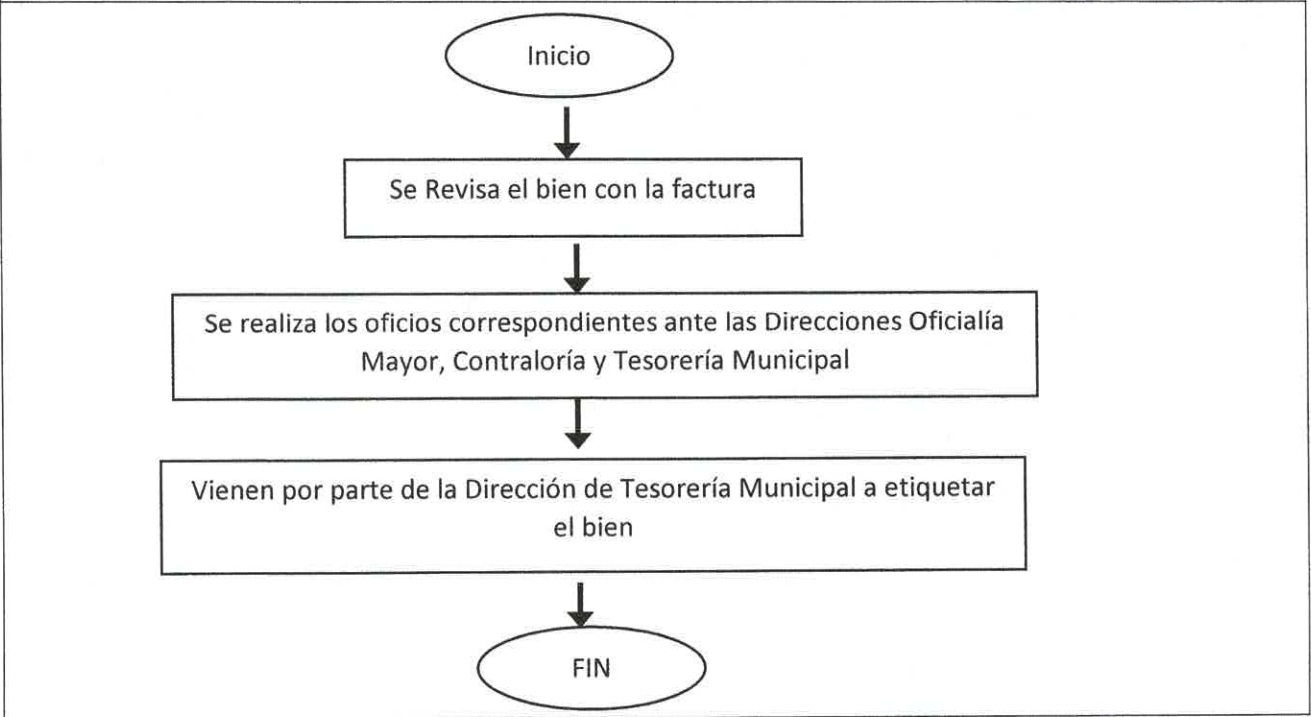 Inicio
Se Revisa el bien con la factura
Se realiza los oficios correspondientes ante las Direcciones Oficialía
Mayor, Contraloría y Tesorería Municipal
Vienen por parte de la Dirección de Tesorería Municipal a etiquetar
el bien
FIN